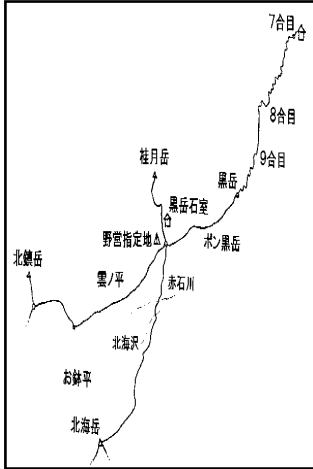 7合目
8合目
9合目
桂月岳
黒岳
黒岳石室
野営指定地
ポン黒岳
北鎮岳
雲ノ平
赤石川
北海沢
お鉢平
北海岳